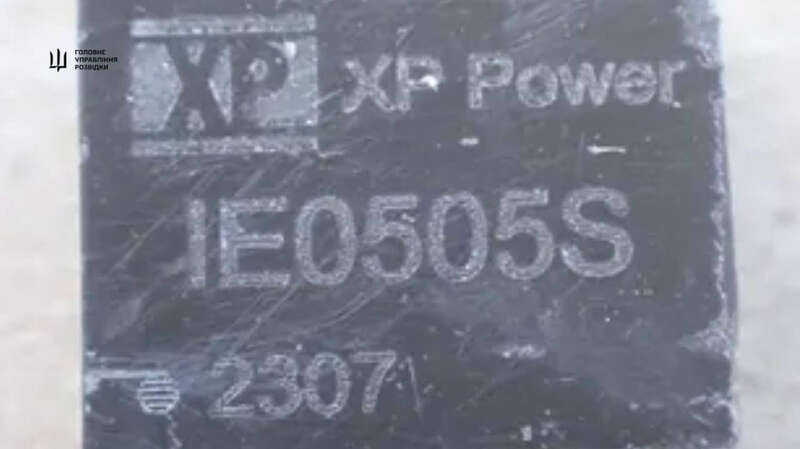 ГОЛОВНЕ
УПРАВЛІННЯ
РОЗВІДКИ
XP XP Power
IE0505S
2307